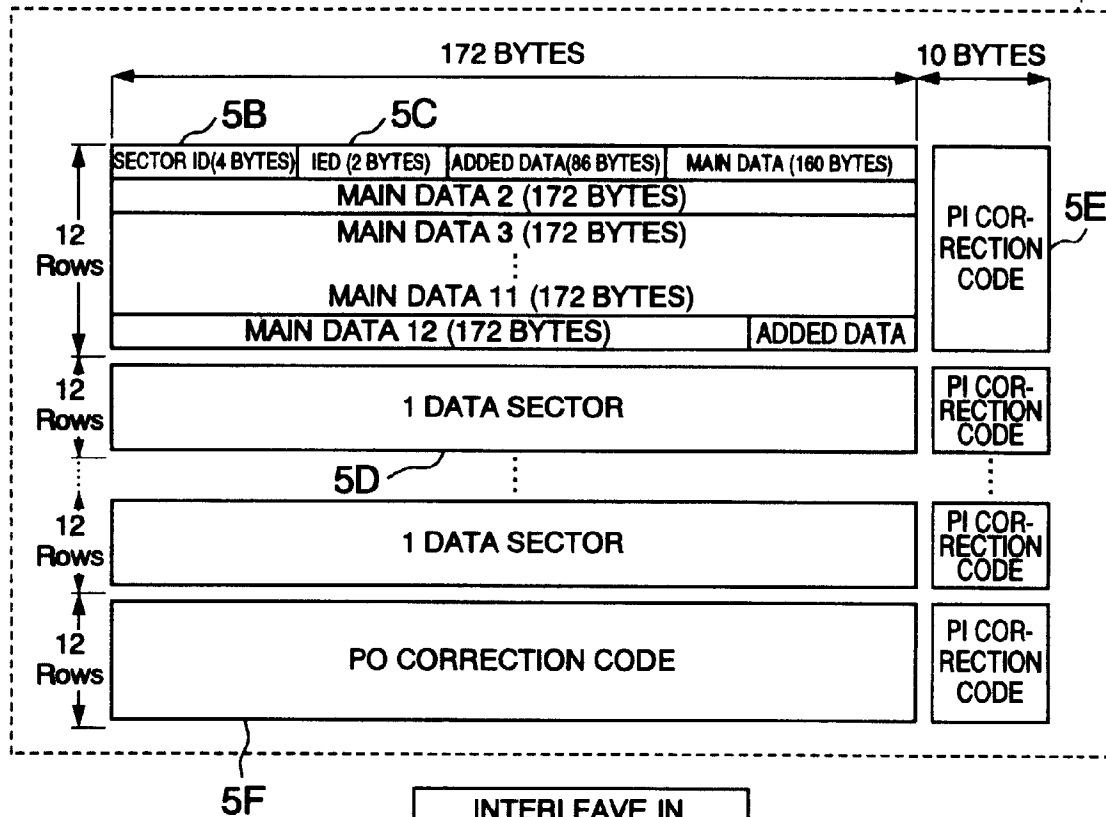 172 BYTES
10 BYTES
5B
5C
SECTOR ID(4 BYTES)
IED (2 BYTES)
ADDED DATA(86 BYTES)
MAIN DATA (160 BYTES)
MAIN DATA 2 (172 BYTES)
MAIN DATA 3 (172 BYTES)
MAIN DATA 11 (172 BYTES)
MAIN DATA 12 (172 BYTES)
ADDED DATA
12
Rows
PI COR-
RECTION
CODE
5E
12
Rows
1 DATA SECTOR
PI COR-
RECTION
CODE
5D
12
Rows
1 DATA SECTOR
PI COR-
RECTION
CODE
12
Rows
PO CORRECTION CODE
PI COR-
RECTION
CODE
5F
INTERLEAVE IN